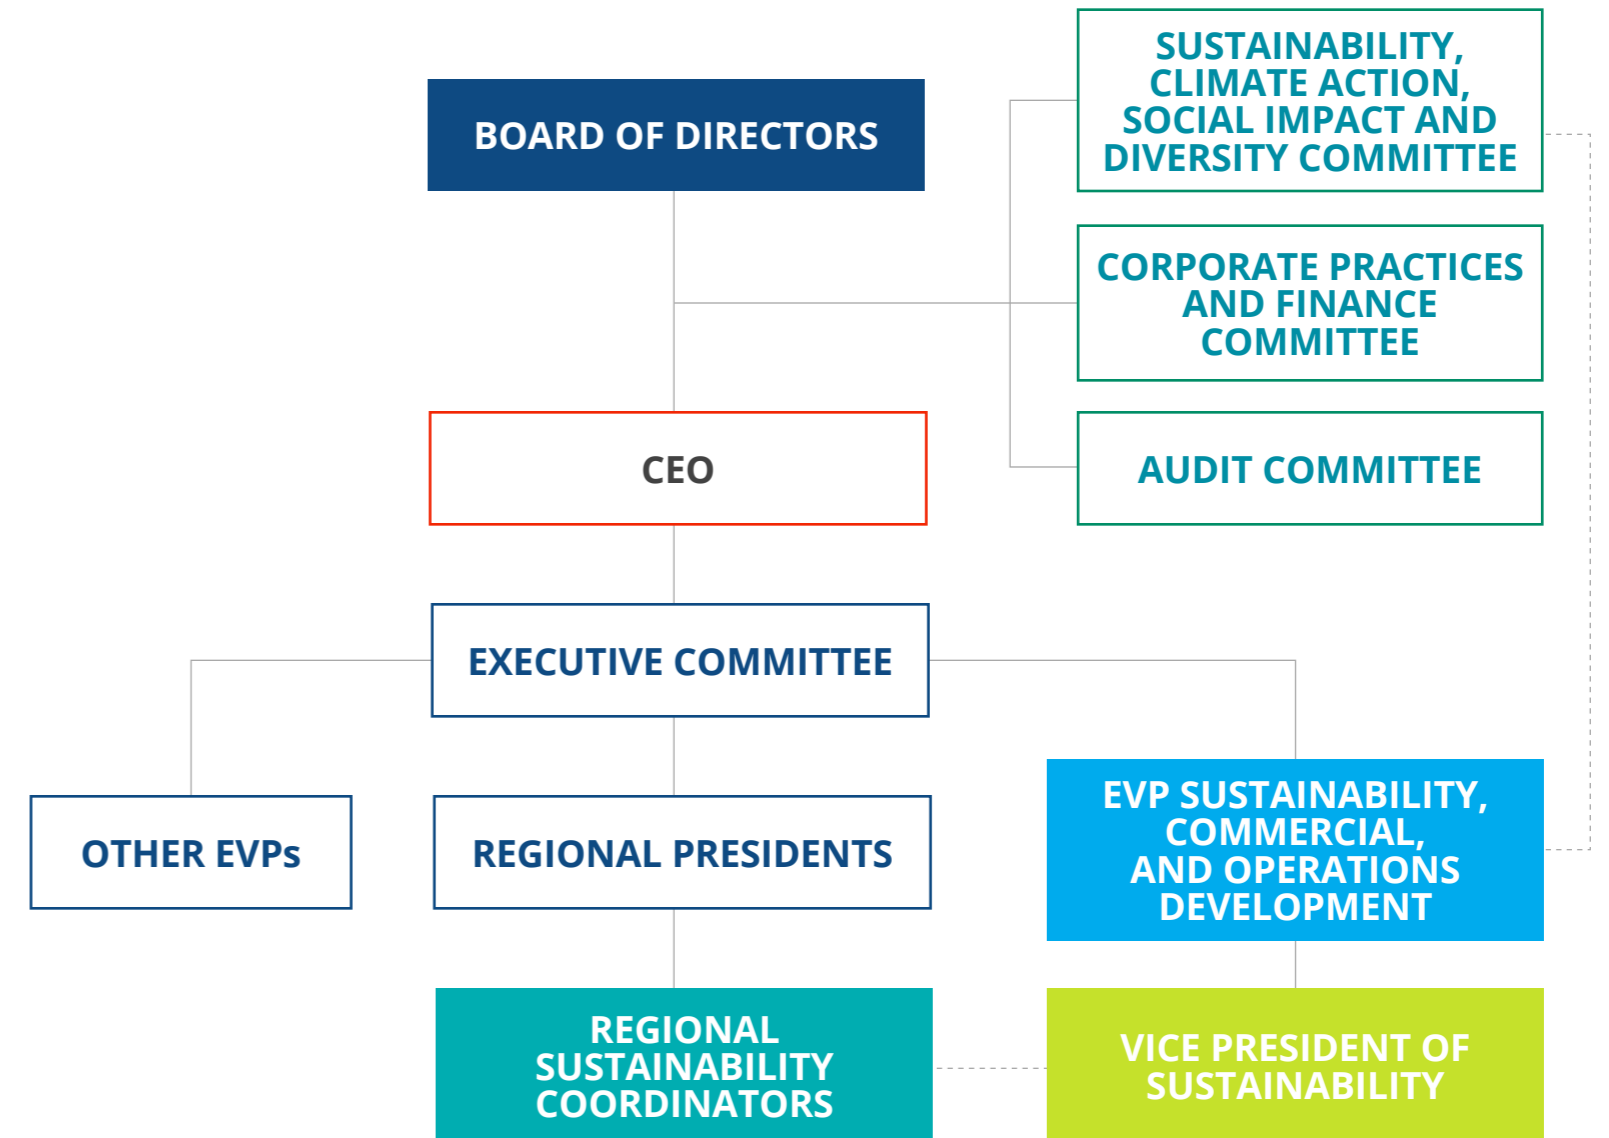 BOARD OF DIRECTORS
SUSTAINABILITY,
CLIMATE ACTION,
SOCIAL IMPACT AND
DIVERSITY COMMITTEE
CORPORATE PRACTICES
AND FINANCE
COMMITTEE
CEO
AUDIT COMMITTEE
EXECUTIVE COMMITTEE
OTHER EVPs
REGIONAL PRESIDENTS
EVP SUSTAINABILITY,
COMMERCIAL,
AND OPERATIONS
DEVELOPMENT
REGIONAL
SUSTAINABILITY
COORDINATORS
VICE PRESIDENT OF
SUSTAINABILITY